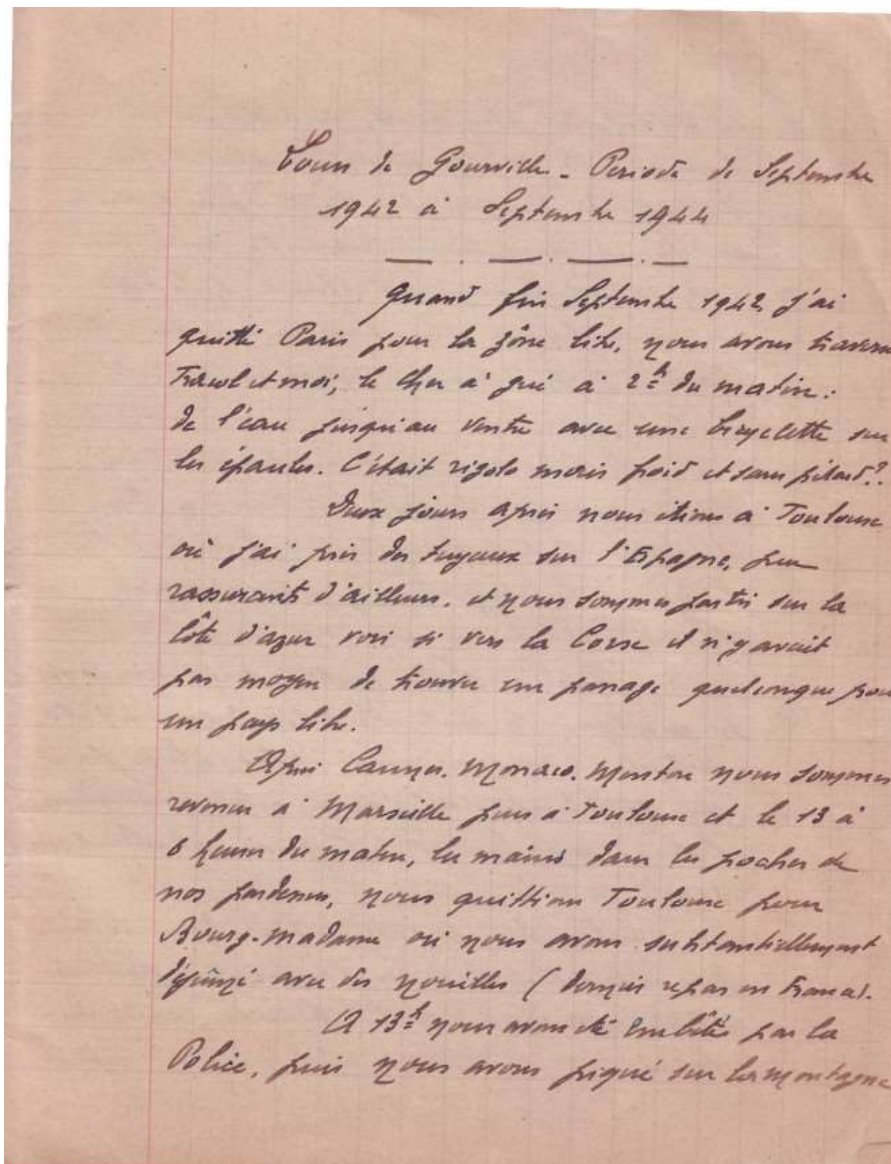 Tour de Gourville - Periode de Septembre
1942 à Septembre 1944
Quand fin Septembre 1942, j'ai
quitté Paris pour la zône libre, nous avons traversé
et moi, le Cher à gué à 2h du matin :
de l'eau jusqu'au ventre avec une bicyclette sur
les épaules. C'était rigolo mais froid et sans pétard ??
Deux jours après nous étions à Toulouse
où j'ai pris des tuyaux sur l'Espagne, peu
rassurants d'ailleurs, et nous sommes partis sur la
Côte d'azur voir si vers la Corse il n'y avait
pas moyen de trouver un passage quelconque pour
un pays libre.
Après Cannes. Monaco. Menton nous sommes
revenus à Marseille puis à Toulouse et le 13 à
6 heures du matin, les mains dans les poches de
nos pardessus, nous quittions Toulouse pour
Bourg-madame où nous avons substantiellement
déjeuné avec des nouilles (dernier repas en France).
A 13h nous avons été embêtés par la
Police, puis nous avons piqué sur la montagne